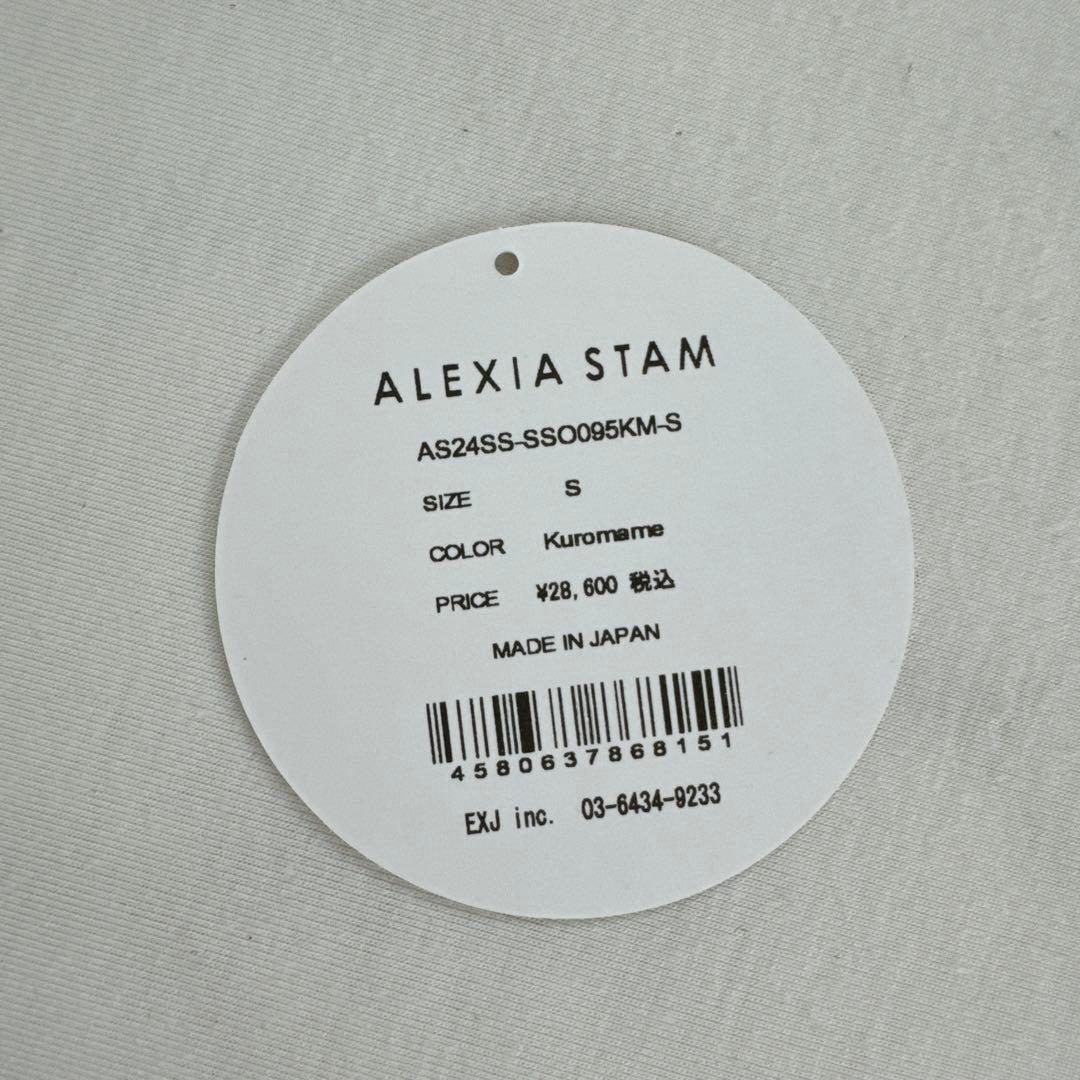 ALEXIA STAM
AS24SS-SSO095KM-S
SIZE S
COLOR Kuromame
PRICE ¥28,600 税込
MADE IN JAPAN
4580637868151
EXJ inc. 03-6434-9233